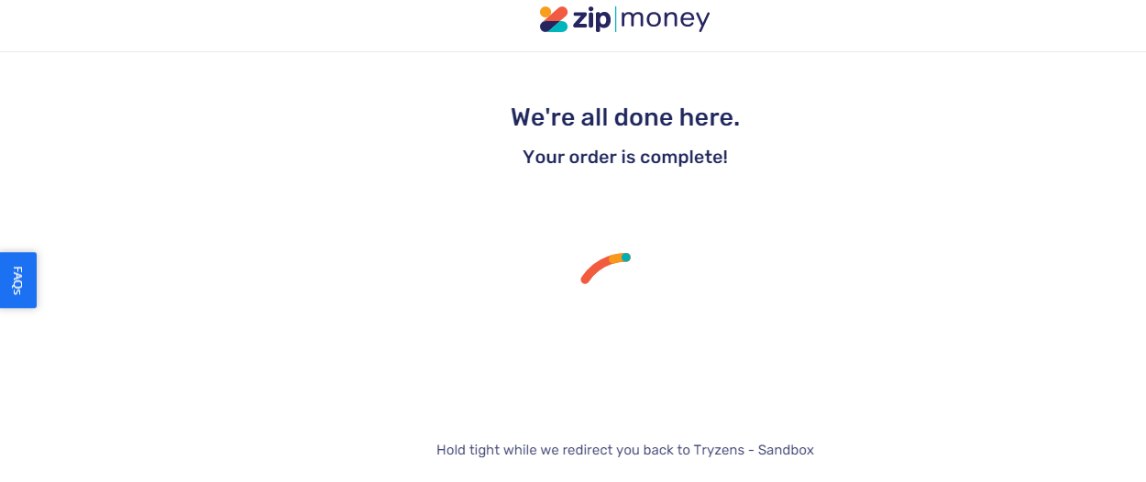 zip money
We're all done here.
Your order is complete!
FAQs
Hold tight while we redirect you back to Tryzens - Sandbox